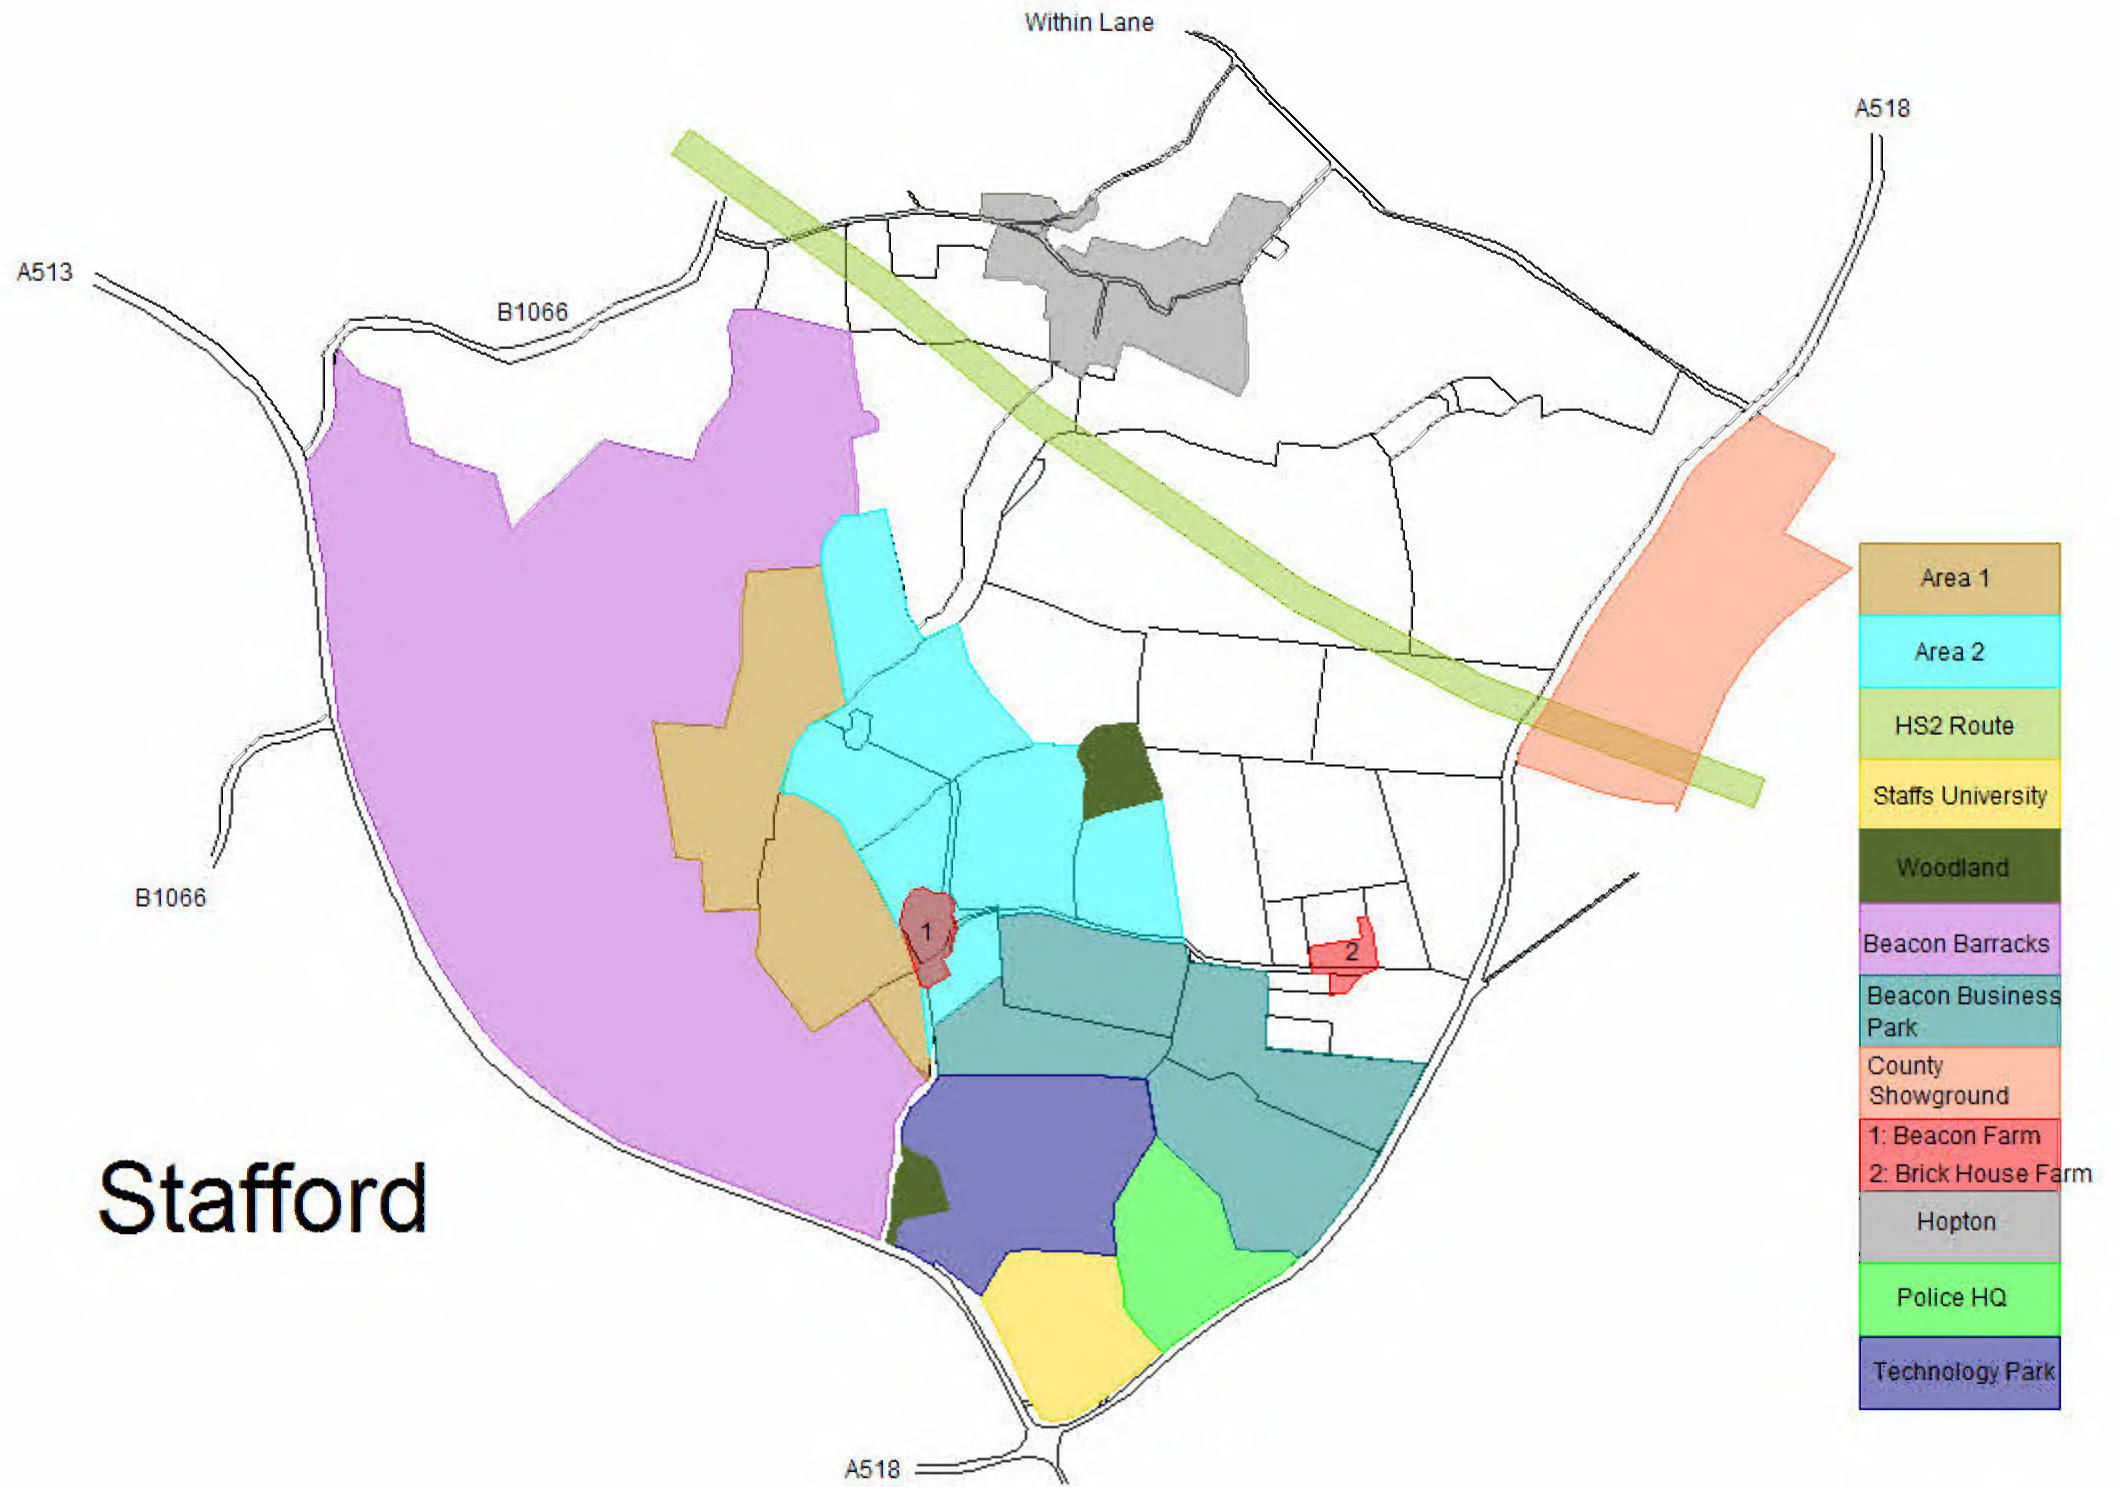 Within Lane
A518
A513
B1066
B1066
1
2
Stafford
A518
Area 1
Area 2
HS2 Route
Staffs University
Woodland
Beacon Barracks
Beacon Business
Park
County
Showground
1: Beacon Farm
2: Brick House Farm
Hopton
Police HQ
Technology Park